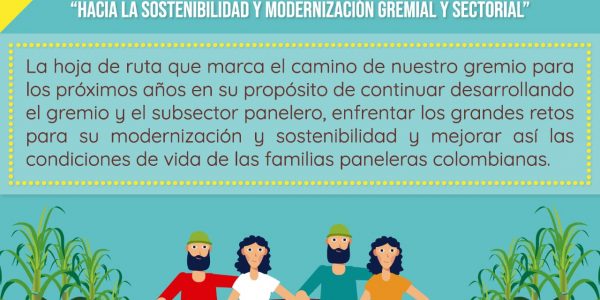 “HACIA LA SOSTENIBILIDAD Y MODERNIZACIÓN GREMIAL Y SECTORIAL”
La hoja de ruta que marca el camino de nuestro gremio para
los próximos años en su propósito de continuar desarrollando
el gremio y el subsector panelero, enfrentar los grandes retos
para su modernización y sostenibilidad y mejorar así las
condiciones de vida de las familias paneleras colombianas.